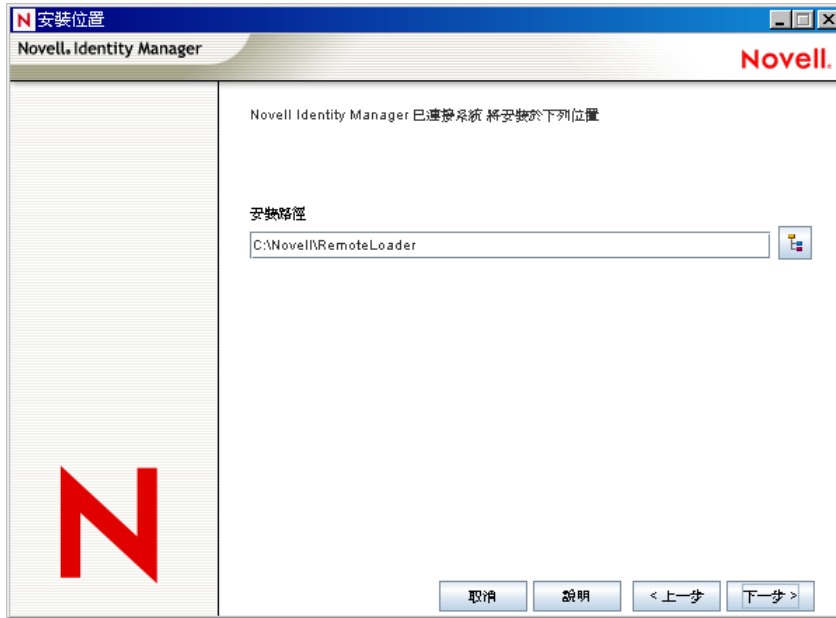 N 安裝位置
Novell® Identity Manager
Novell®
Novell Identity Manager 已連接系統 將安裝於下列位置
安裝路徑
C:\Novell\RemoteLoader
N
取消 說明 < 上一步 下一步 >